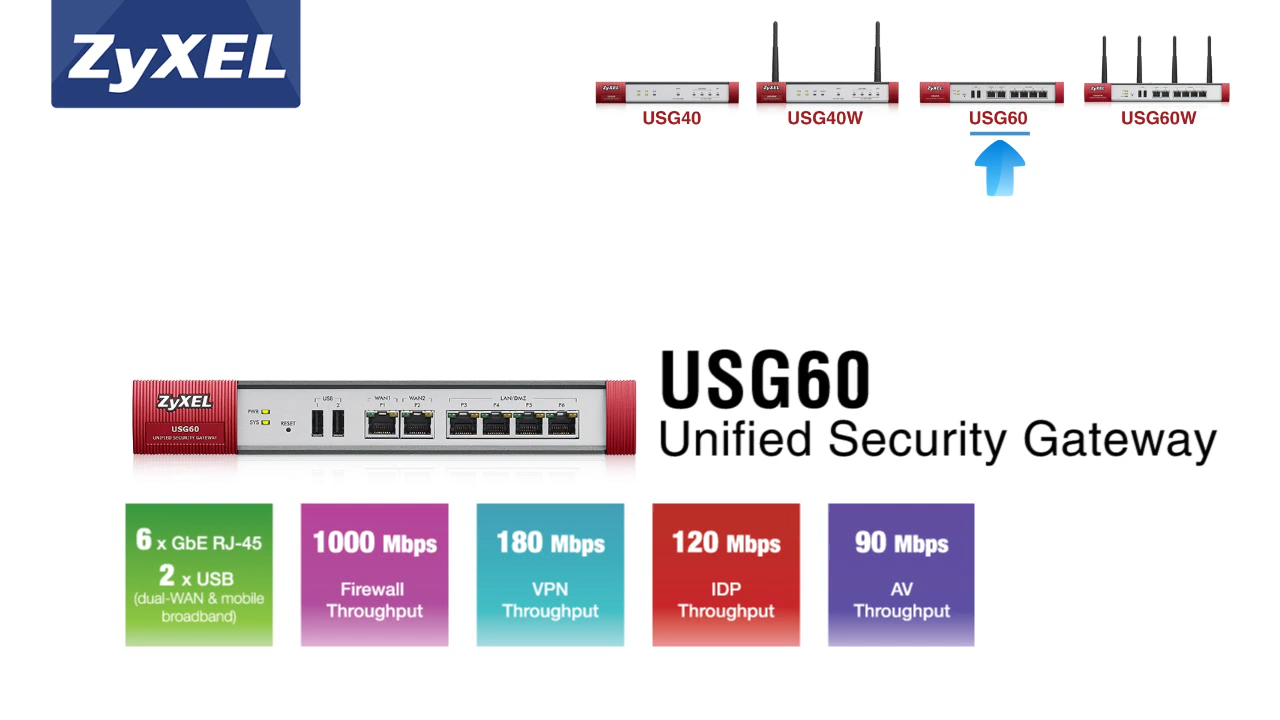 ZyXEL
USG40
USG40W
USG60
USG60W
USG60
Unified Security Gateway
ZyXEL
USG60
UNIFIED SECURITY GATEWAY
PWR
SYS
RESET
USB
1 2
WAN1 WAN2
P1 P2
LAN/DMZ
P3 P4 P5 P6
6 x GbE RJ-45
2 x USB
(dual-WAN & mobile
broadband)
1000 Mbps
Firewall
Throughput
180 Mbps
VPN
Throughput
120 Mbps
IDP
Throughput
90 Mbps
AV
Throughput